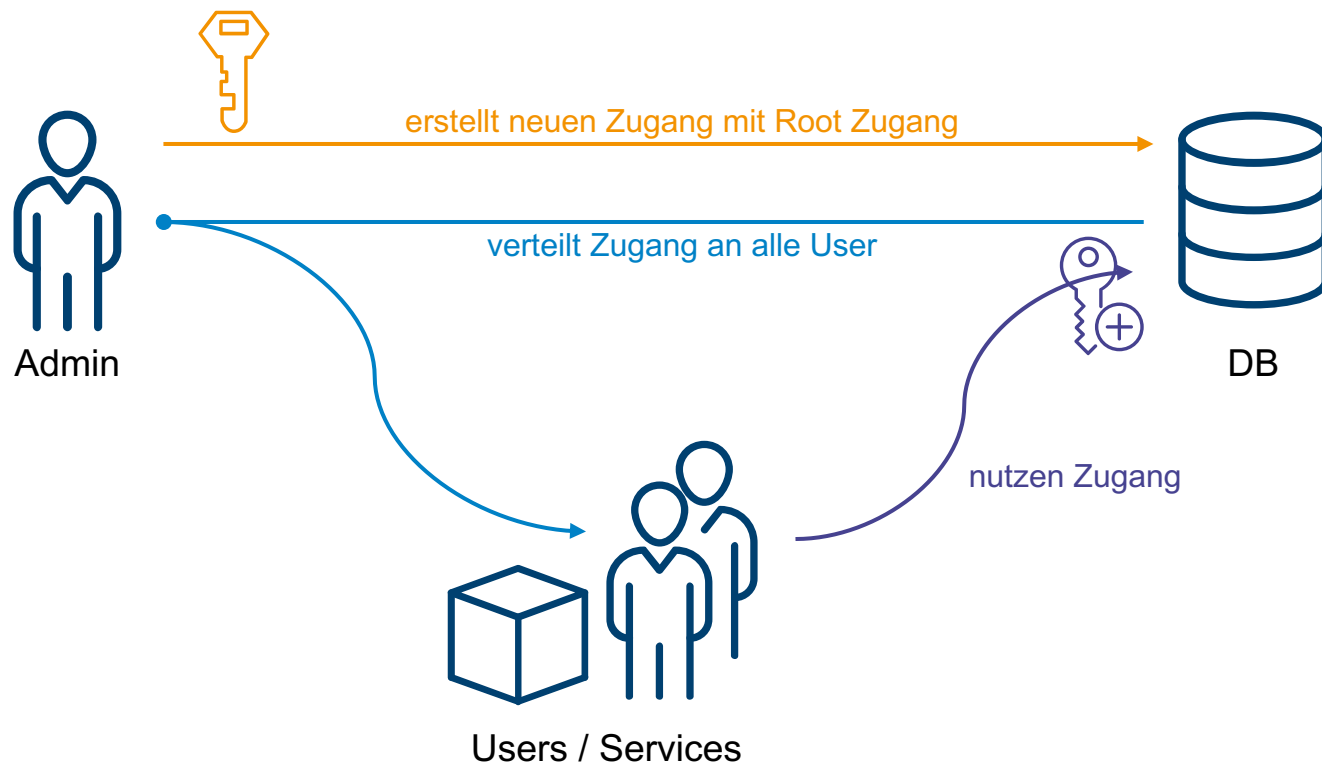 erstellt neuen Zugang mit Root Zugang
verteilt Zugang an alle User
Admin
DB
nutzen Zugang
Users / Services